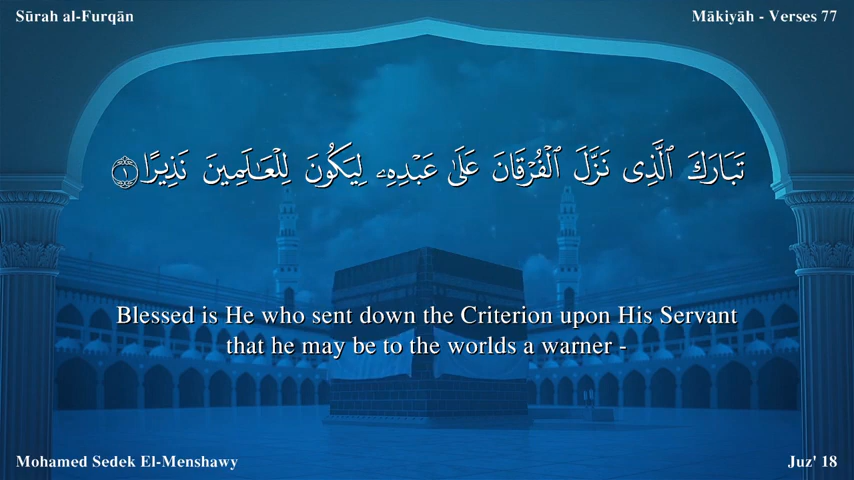 Sūrah al-Furqān
Mākiyāh - Verses 77
تَبَارَكَ ٱلَّذِى نَزَّلَ ٱلْفُرْقَانَ عَلَىٰ عَبْدِهِۦ لِيَكُونَ لِلْعَـٰلَمِينَ نَذِيرًا ١
Blessed is He who sent down the Criterion upon His Servant
that he may be to the worlds a warner -
Mohamed Sedek El-Menshawy
Juz' 18